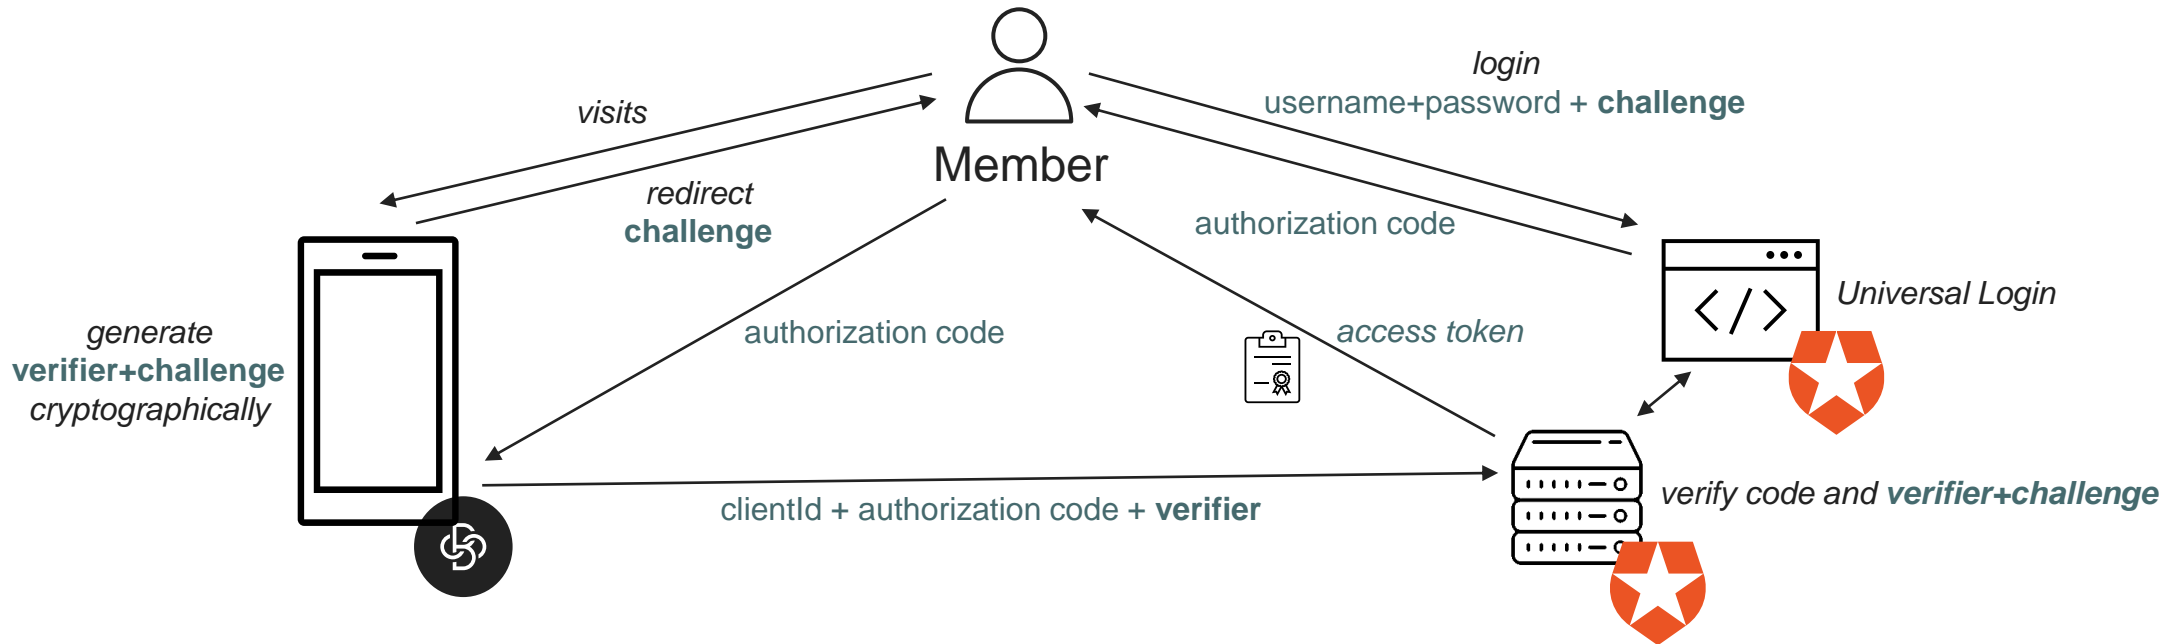 login
username+password + challenge
visits
Member
redirect
challenge
authorization code
Universal Login
generate
verifier+challenge
cryptographically
authorization code
access token
clientId + authorization code + verifier
verify code and verifier+challenge